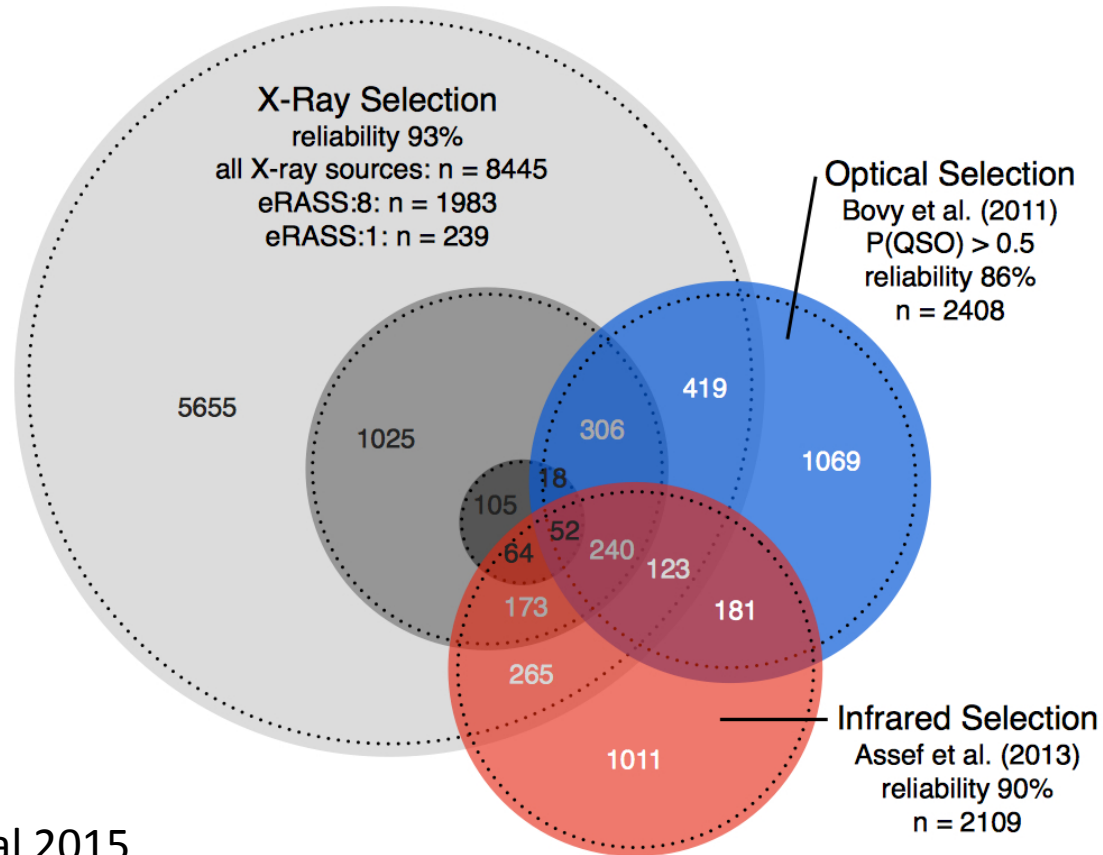 X-Ray Selection
reliability 93%
all X-ray sources: n = 8445
eRASS:8: n = 1983
eRASS:1: n = 239
Optical Selection
Bovy et al. (2011)
P(QSO) > 0.5
reliability 86%
n = 2408
419
5655
1025
306
1069
18
105
52
64
240
123
173
181
265
Infrared Selection
Assef et al. (2013)
reliability 90%
n = 2109
1011
al 2015